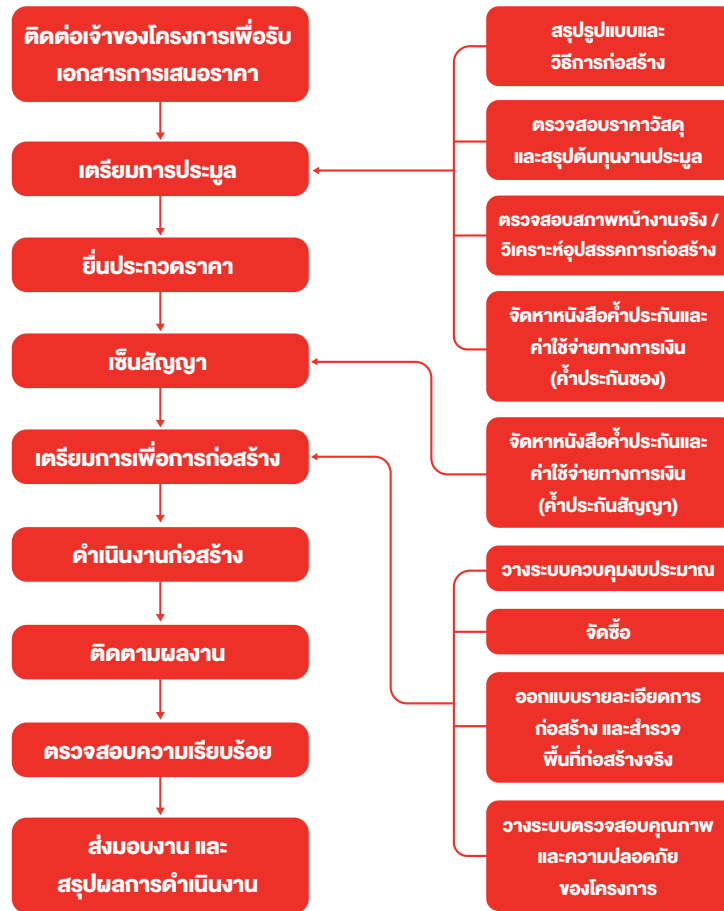 ติดต่อเจ้าของโครงการเพื่อรับ
เอกสารการเสนอราคา
เตรียมการประมูล
ยื่นประกวดราคา
เซ็นสัญญา
เตรียมการเพื่อการก่อสร้าง
ดำเนินงานก่อสร้าง
ติดตามผลงาน
ตรวจสอบความเรียบร้อย
ส่งมอบงาน และ
สรุปผลการดำเนินงาน
สรุปรูปแบบและ
วิธีการก่อสร้าง
ตรวจสอบราคาวัสดุ
และสรุปต้นทุนงานประมูล
ตรวจสอบสภาพหน้างานจริง /
วิเคราะห์อุปสรรคการก่อสร้าง
จัดหาหนังสือค้ำประกันและ
ค่าใช้จ่ายทางการเงิน
(ค้ำประกันซอง)
จัดหาหนังสือค้ำประกันและ
ค่าใช้จ่ายทางการเงิน
(ค้ำประกันสัญญา)
วางระบบควบคุมงบประมาณ
จัดซื้อ
ออกแบบรายละเอียดการ
ก่อสร้าง และสำรวจ
พื้นที่ก่อสร้างจริง
วางระบบตรวจสอบคุณภาพ
และความปลอดภัย
ของโครงการ